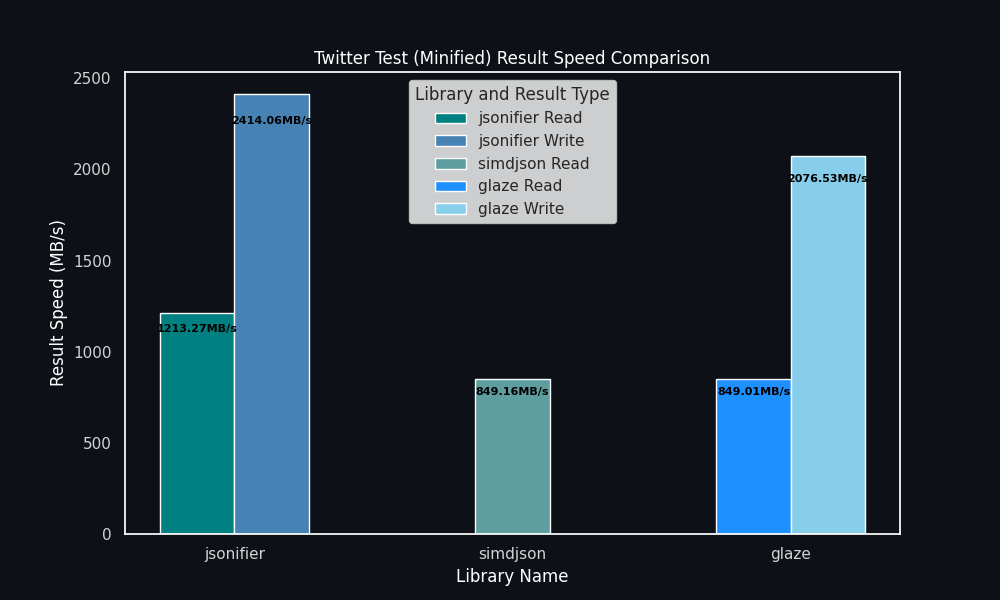 Twitter Test (Minified) Result Speed Comparison
2500
2000
1500
1000
500
0
Result Speed (MB/s)
Library and Result Type
jsonifier Read
jsonifier Write
simdjson Read
glaze Read
glaze Write
1213.27MB/s
2414.06MB/s
849.16MB/s
849.01MB/s
2076.53MB/s
jsonifier
simdjson
glaze
Library Name